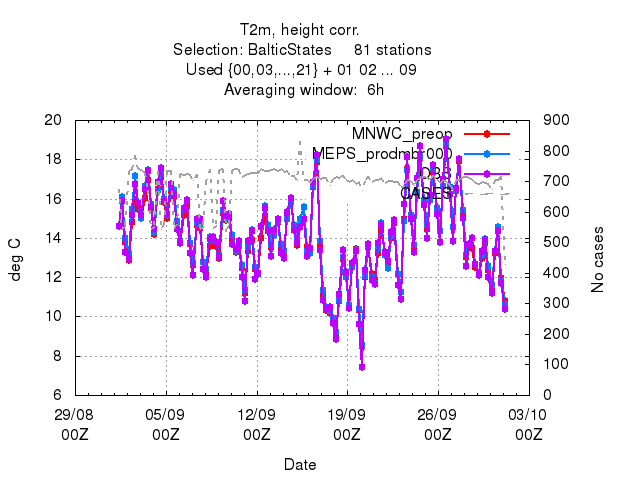 T2m, height corr.
Selection: BalticStates 81 stations
Used {00,03,...,21} + 01 02 ... 09
Averaging window: 6h
MNWC_preop
MEPS_prodmbr000
OBS
CASES
deg C
20
18
16
14
12
10
8
6
900
800
700
600
500
400
300
200
100
0
No cases
29/08 05/09 12/09 19/09 26/09 03/10
00Z 00Z 00Z 00Z 00Z 00Z
Date